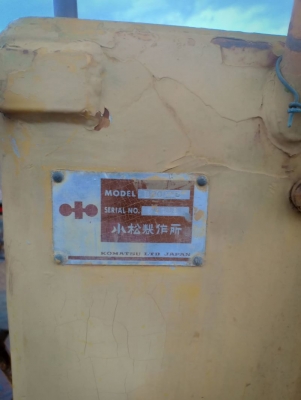 MODEL
SERIAL NO.
小松製作所
KOMATSU LTD JAPAN